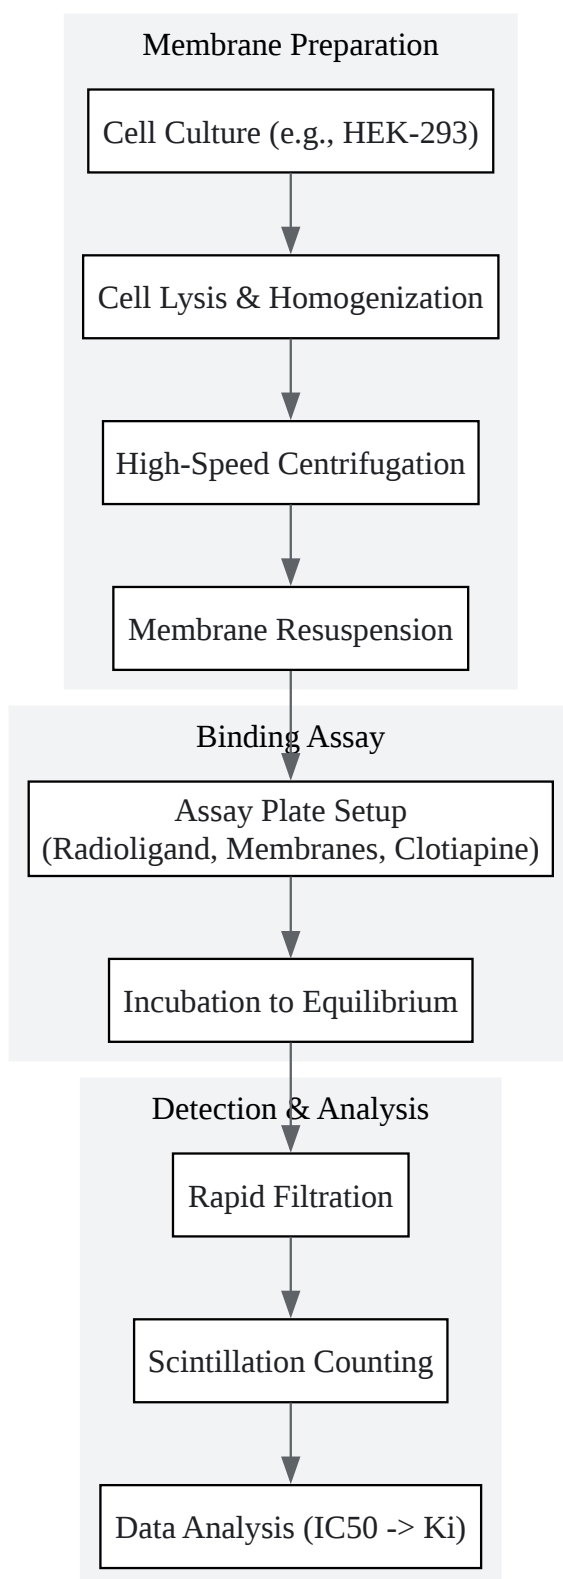 Membrane Preparation
Cell Culture (e.g., HEK-293)
Cell Lysis & Homogenization
High-Speed Centrifugation
Membrane Resuspension
Binding Assay
Assay Plate Setup
(Radioligand, Membranes, Clotiapine)
Incubation to Equilibrium
Detection & Analysis
Rapid Filtration
Scintillation Counting
Data Analysis (IC50 -> Ki)